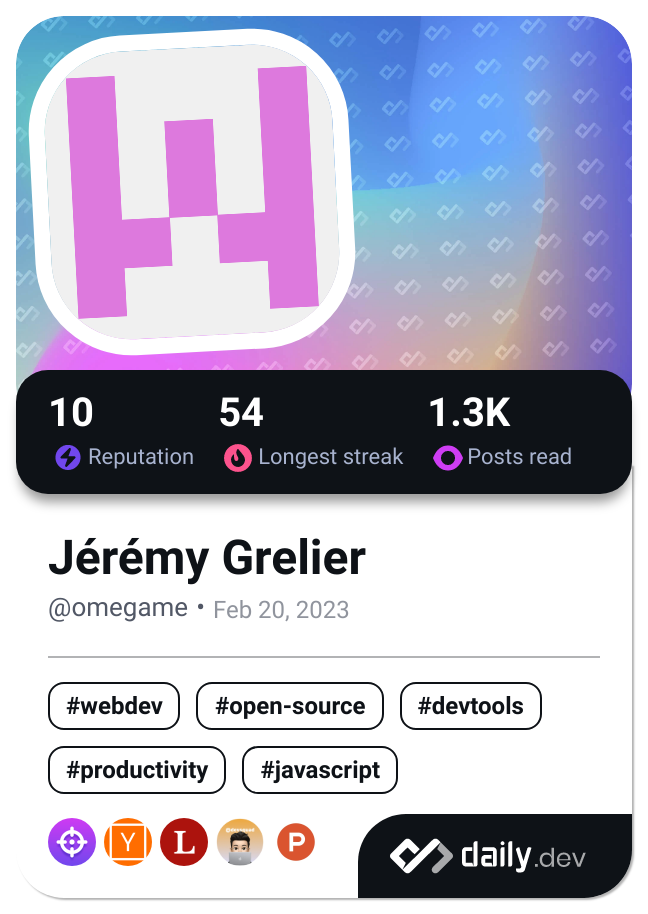 10 54 1.3K
Reputation Longest streak Posts read
Jérémy Grelier
@omegame • Feb 20, 2023
#webdev #open-source #devtools
#productivity #javascript
Y L P
daily.dev